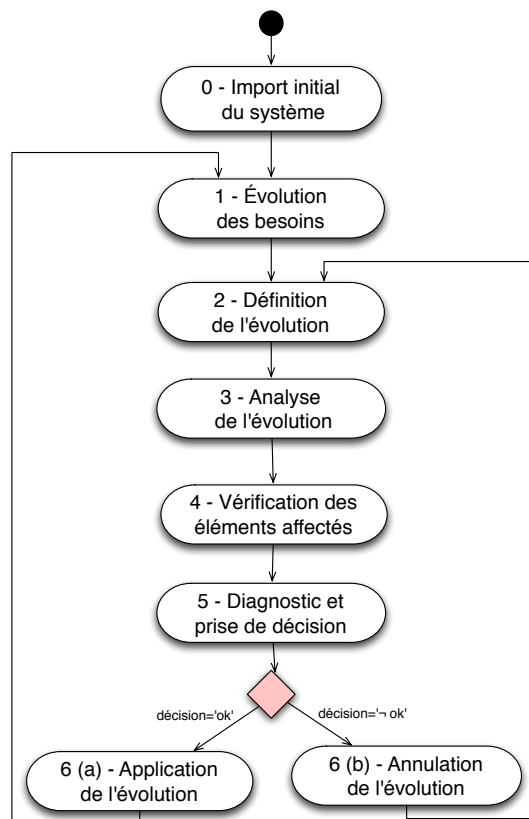 0 - Import initial
du système
1 - Évolution
des besoins
2 - Définition
de l'évolution
3 - Analyse
de l'évolution
4 - Vérification des
éléments affectés
5 - Diagnostic et
prise de décision
décision='ok'
décision='¬ ok'
6 (a) - Application
de l'évolution
6 (b) - Annulation
de l'évolution